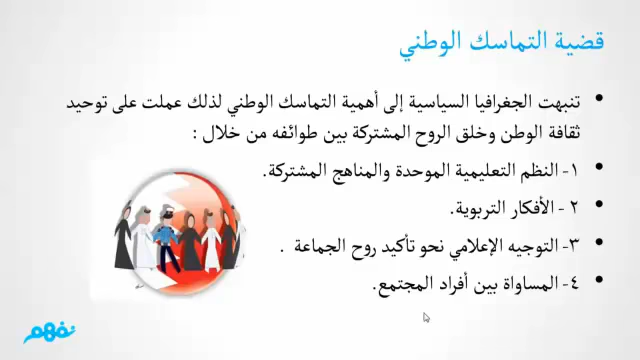 قضية التماسك الوطني
• تنبهت الجغرافيا السياسية إلى أهمية التماسك الوطني لذلك عملت على توحيد
ثقافة الوطن وخلق الروح المشتركة بين طوائفه من خلال :
• ١- النظم التعليمية الموحدة والمناهج المشتركة.
• ٢ - الأفكار التربوية.
• ٣- التوجيه الإعلامي نحو تأكيد روح الجماعة .
• ٤- المساواة بين أفراد المجتمع.
نفهم